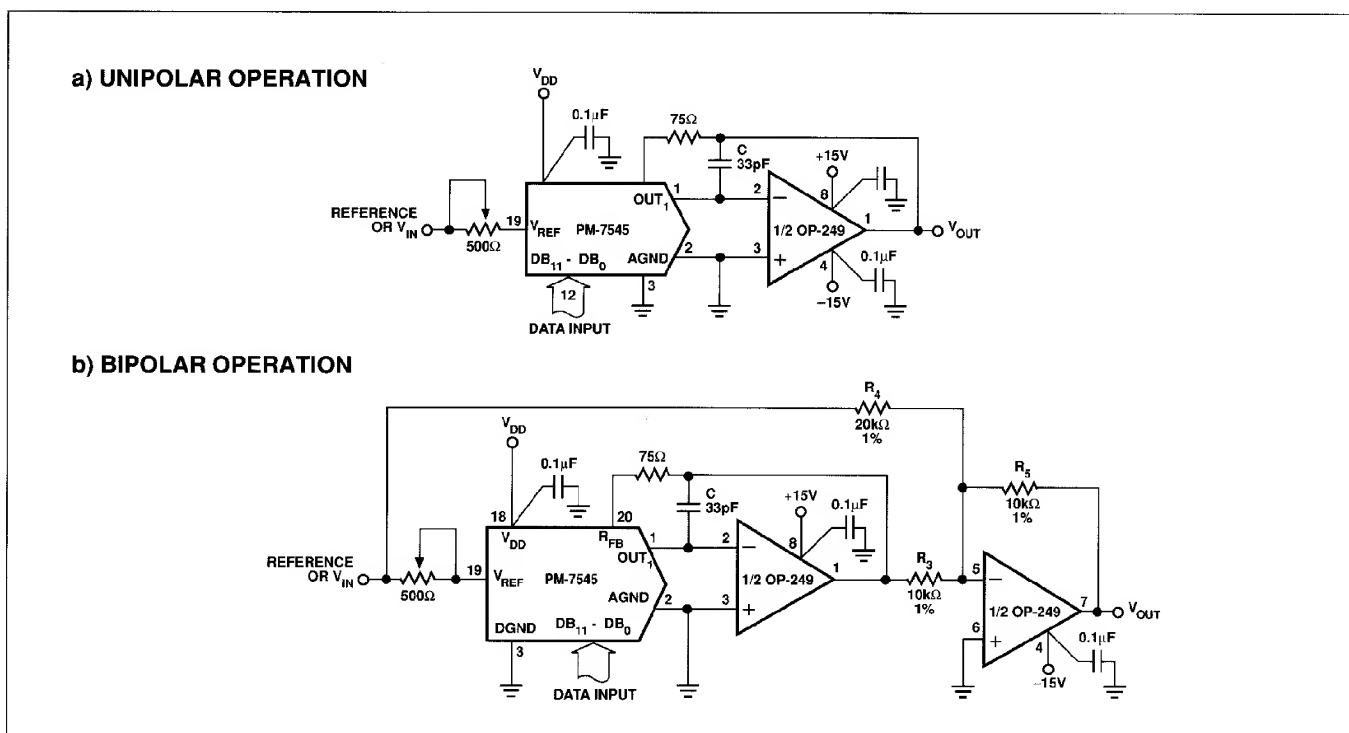 a) UNIPOLAR OPERATION
V_DD
0.1µF
75Ω
C
33pF
+15V
8
OUT_1
1
2
−
REFERENCE
OR V_IN
500Ω
19
V_REF
PM-7545
1/2 OP-249
1
V_OUT
DB_11 - DB_0
AGND
2
3
+
4
0.1µF
−15V
3
12
DATA INPUT
b) BIPOLAR OPERATION
R_4
20kΩ
1%
V_DD
0.1µF
75Ω
C
33pF
+15V
0.1µF
8
R_5
10kΩ
1%
18
V_DD
20
R_FB
OUT_1
1
2
−
REFERENCE
OR V_IN
500Ω
19
V_REF
PM-7545
1/2 OP-249
1
R_3
10kΩ
1%
5
−
AGND
2
3
+
1/2 OP-249
7
V_OUT
DGND
DB_11 - DB_0
6
+
4
0.1µF
−15V
3
DATA INPUT